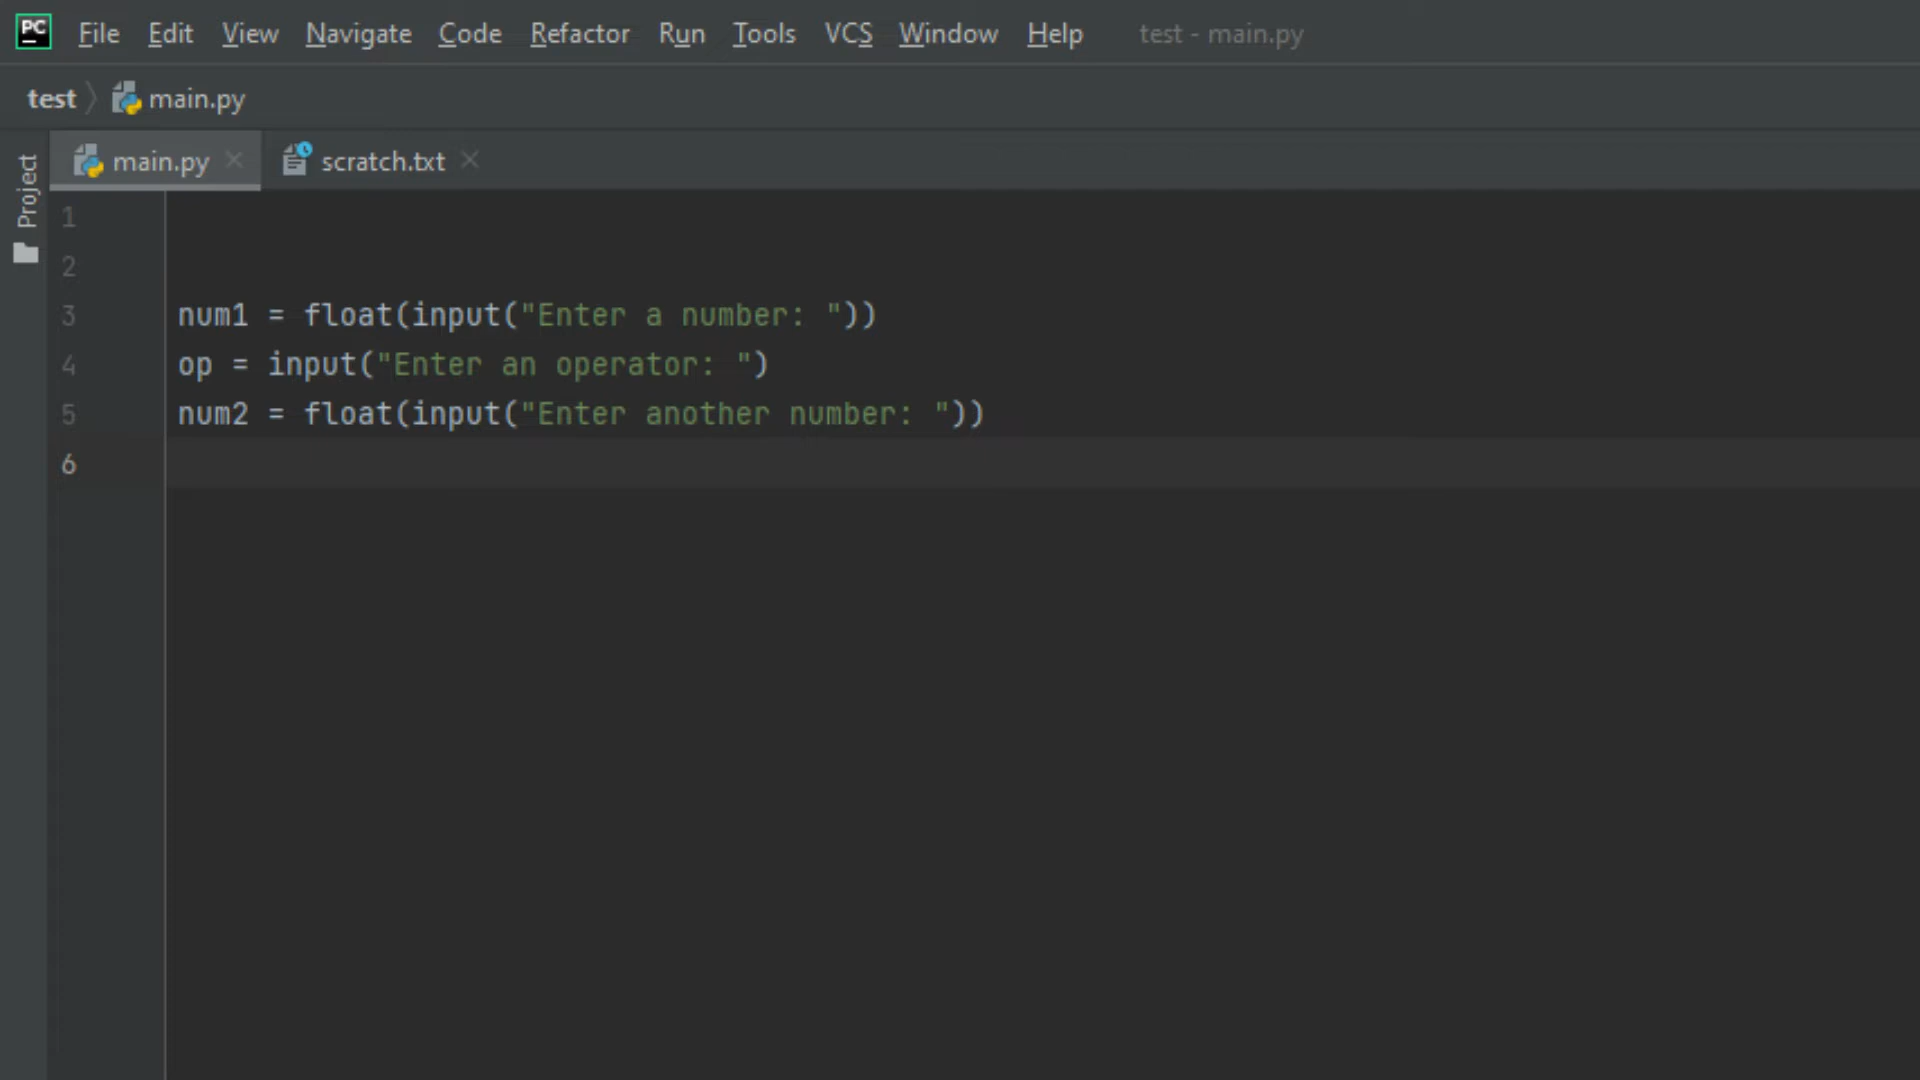 PC File Edit View Navigate Code Refactor Run Tools VCS Window Help test - main.py
test main.py
main.py scratch.txt
Project
1
2
3 num1 = float(input("Enter a number: "))
4 op = input("Enter an operator: ")
5 num2 = float(input("Enter another number: "))
6